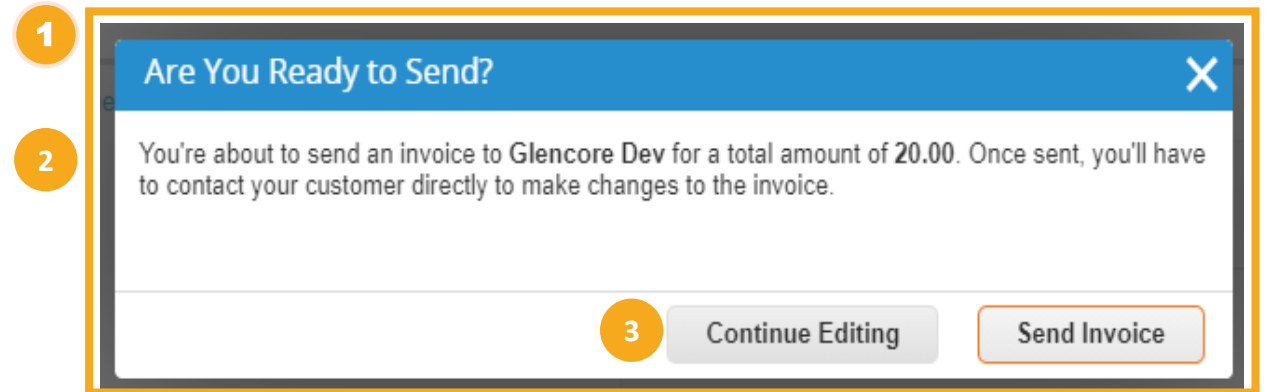 1
Are You Ready to Send?
2
You're about to send an invoice to Glencore Dev for a total amount of 20.00. Once sent, you'll have
to contact your customer directly to make changes to the invoice.
3
Continue Editing
Send Invoice